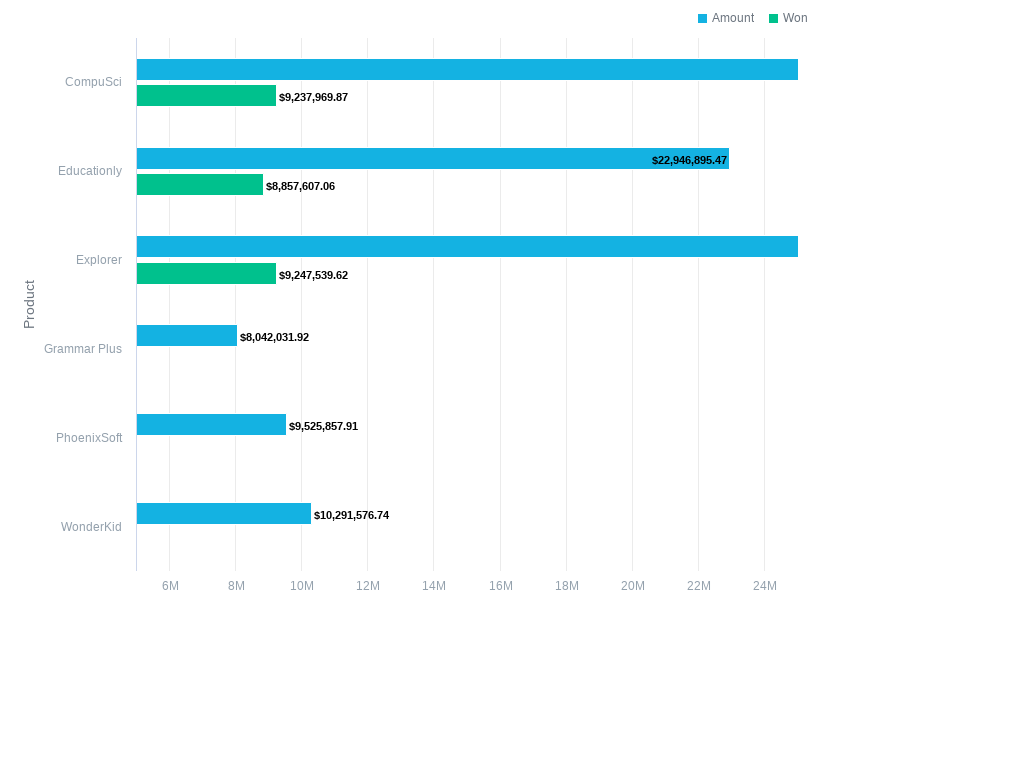 Amount Won
CompuSci
$9,237,969.87
$22,946,895.47
Educationly
$8,857,607.06
Explorer
$9,247,539.62
Product
$8,042,031.92
Grammar Plus
$9,525,857.91
PhoenixSoft
$10,291,576.74
WonderKid
6M 8M 10M 12M 14M 16M 18M 20M 22M 24M